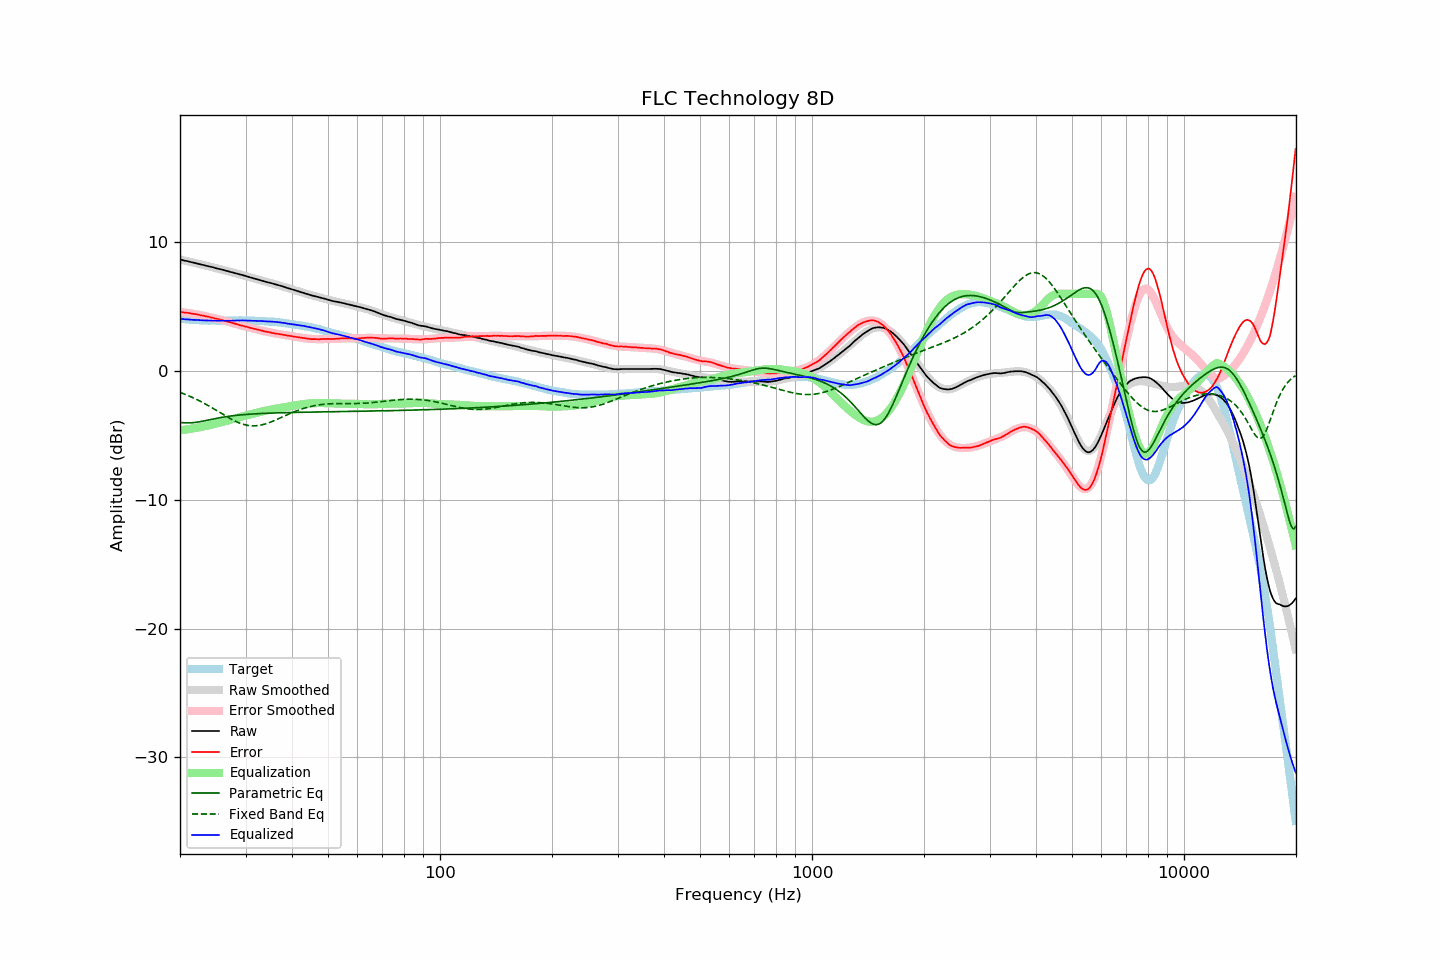 FLC Technology 8D
10
0
−10
−20
−30
Amplitude (dBr)
Target
Raw Smoothed
Error Smoothed
Raw
Error
Equalization
Parametric Eq
Fixed Band Eq
Equalized
100
1000
10000
Frequency (Hz)